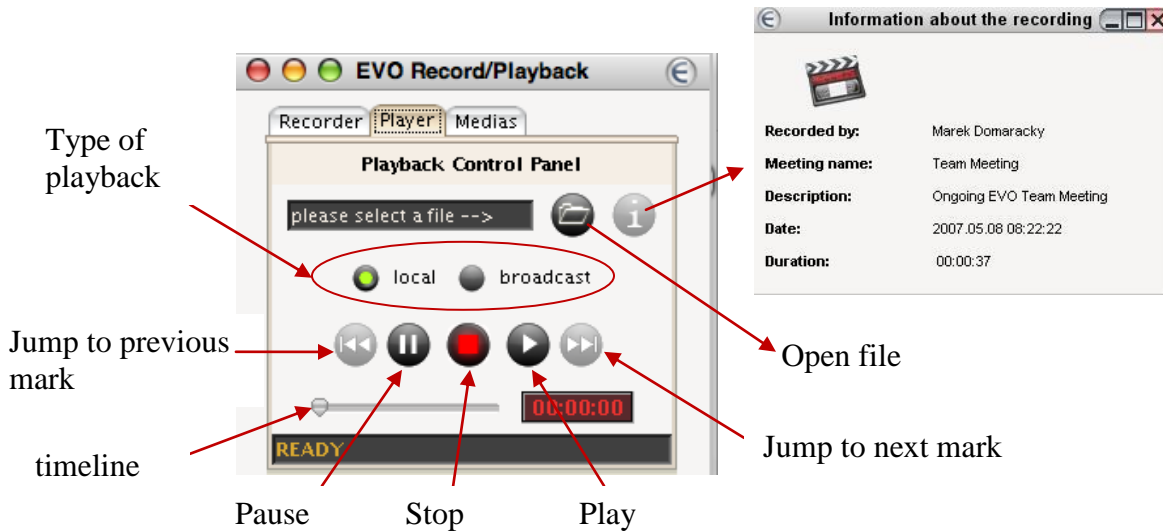 Information about the recording
EVO Record/Playback
Recorder Player Medias
Playback Control Panel
please select a file -->
local broadcast
00:00:00
READY
Recorded by: Marek Domaracky
Meeting name: Team Meeting
Description: Ongoing EVO Team Meeting
Date: 2007.05.08 08:22:22
Duration: 00:00:37
Type of
playback
Jump to previous
mark
timeline
Pause Stop Play
Open file
Jump to next mark